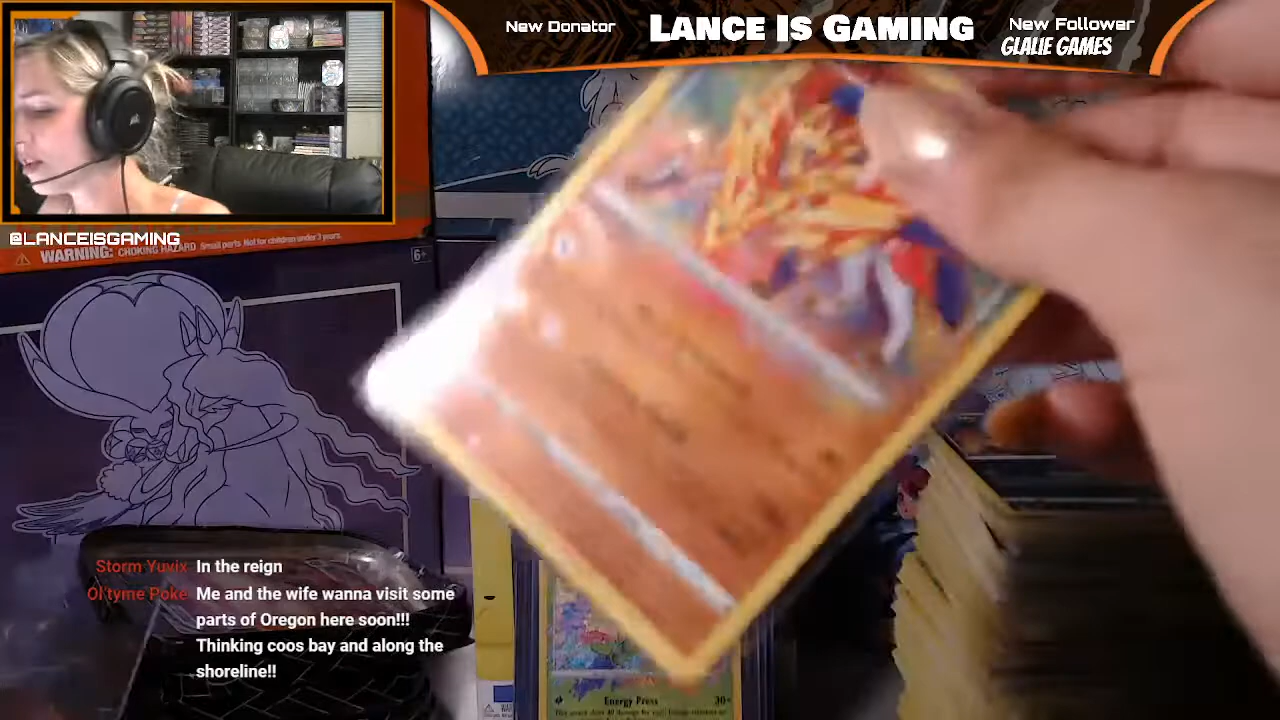 New Donator
LANCE IS GAMING
New Follower
GLALIE GAMES
@LANCEISGAMING
WARNING: CHOKING HAZARD Small parts. Not for children under 3 years.
6+
Storm Yuvix In the reign
Ol'tyme Poke Me and the wife wanna visit some
parts of Oregon here soon!!!
Thinking coos bay and along the
shoreline!!
Energy Press 30+